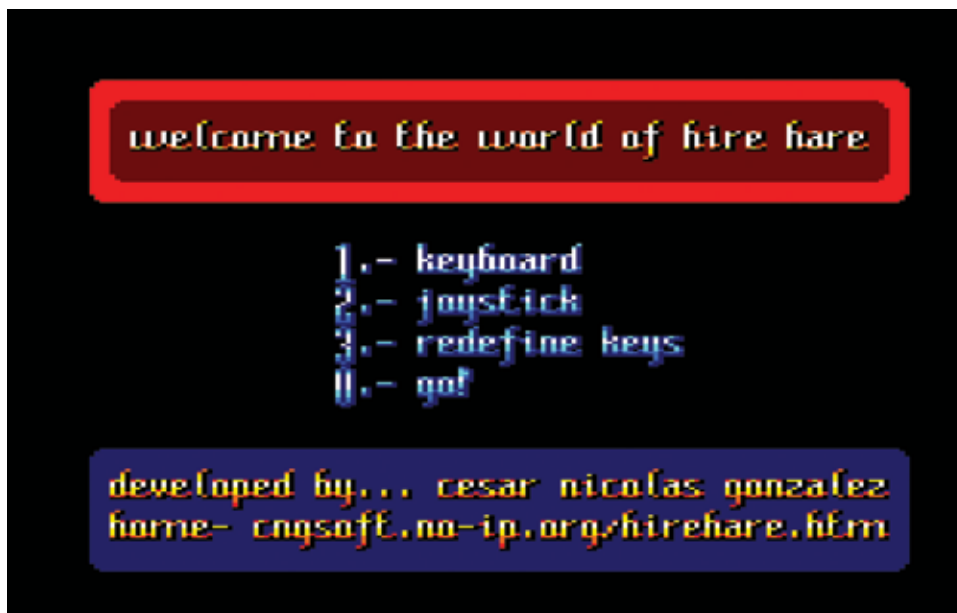 welcome to the world of hire hare
1.- keyboard
2.- joystick
3.- redefine keys
0.- go!
developed by... cesar nicolas gonzalez
home- cngsoft.no-ip.org/hirehare.htm